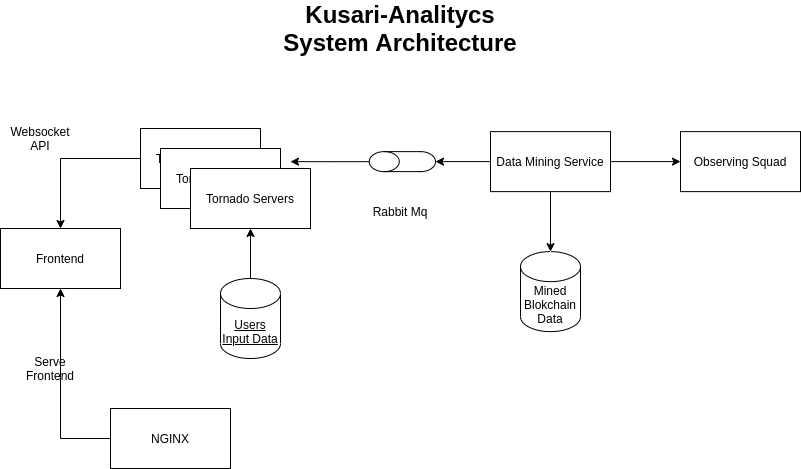 Kusari-Analitycs
System Architecture
Websocket
API
Tornado Servers
Data Mining Service
Observing Squad
Rabbit Mq
Frontend
Mined
Blokchain
Data
Users
Input Data
Serve
Frontend
NGINX